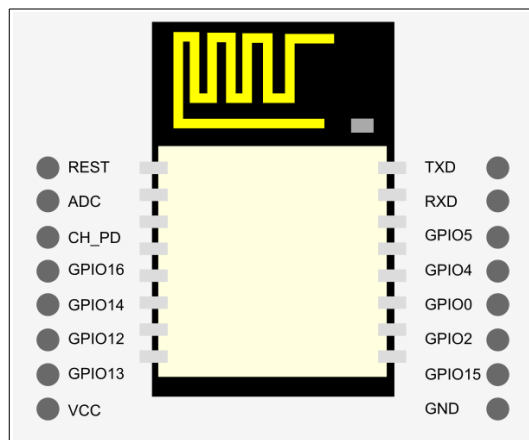 REST
ADC
CH_PD
GPIO16
GPIO14
GPIO12
GPIO13
VCC
TXD
RXD
GPIO5
GPIO4
GPIO0
GPIO2
GPIO15
GND